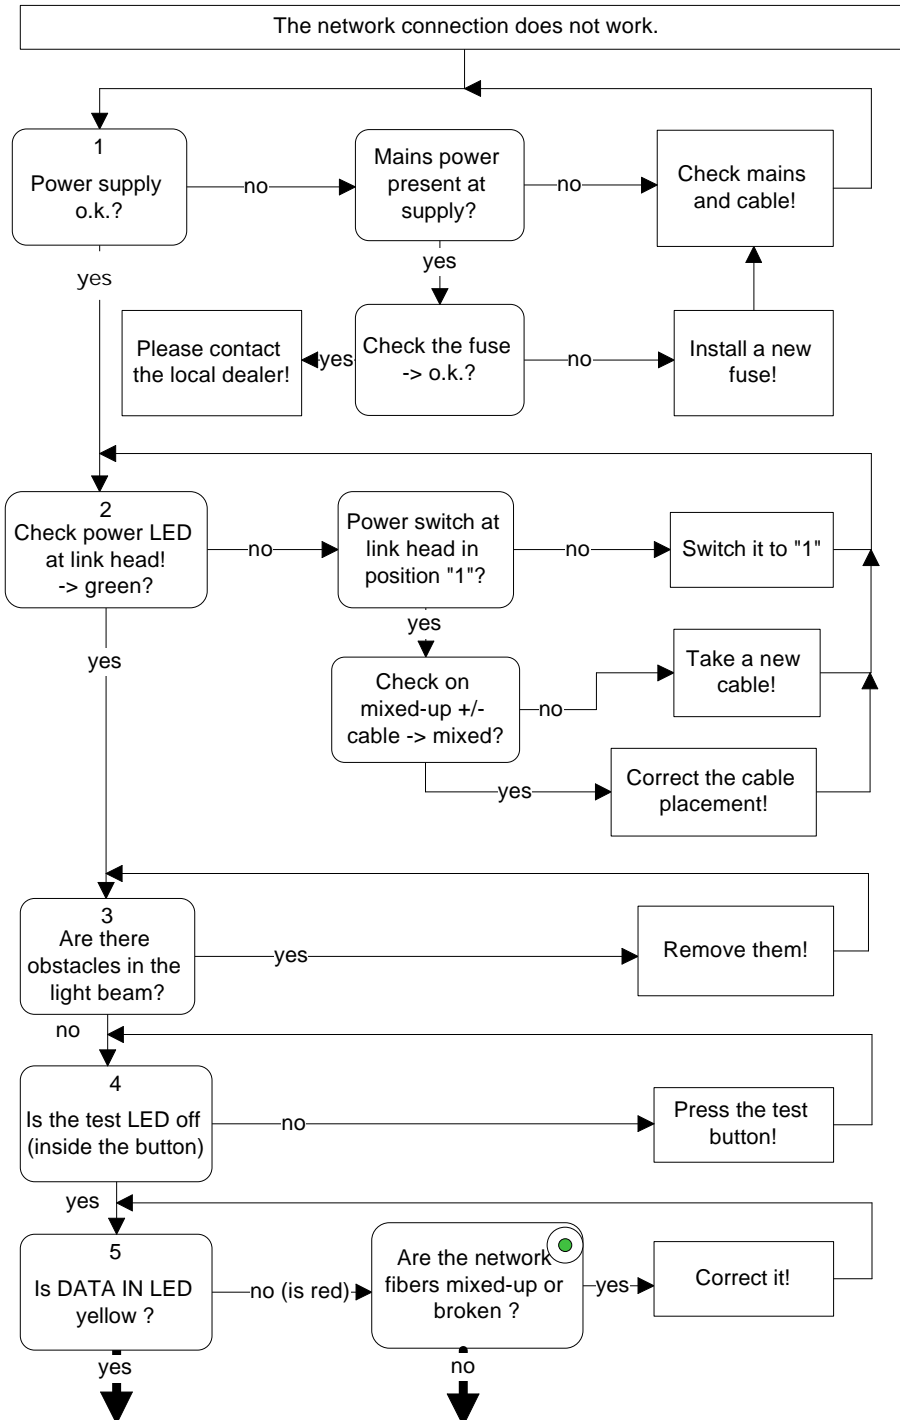 The network connection does not work.
1
Power supply
o.k.?
no
Mains power
present at
supply?
no
Check mains
and cable!
yes
yes
Please contact
the local dealer!
yes
Check the fuse
-> o.k.?
no
Install a new
fuse!
2
Check power LED
at link head!
-> green?
no
Power switch at
link head in
position "1"?
no
Switch it to "1"
yes
yes
Check on
mixed-up +/-
cable -> mixed?
no
Take a new
cable!
yes
Correct the cable
placement!
3
Are there
obstacles in the
light beam?
yes
Remove them!
no
4
Is the test LED off
(inside the button)
no
Press the test
button!
yes
5
Is DATA IN LED
yellow ?
no (is red)
Are the network
fibers mixed-up or
broken ?
yes
Correct it!
yes
no